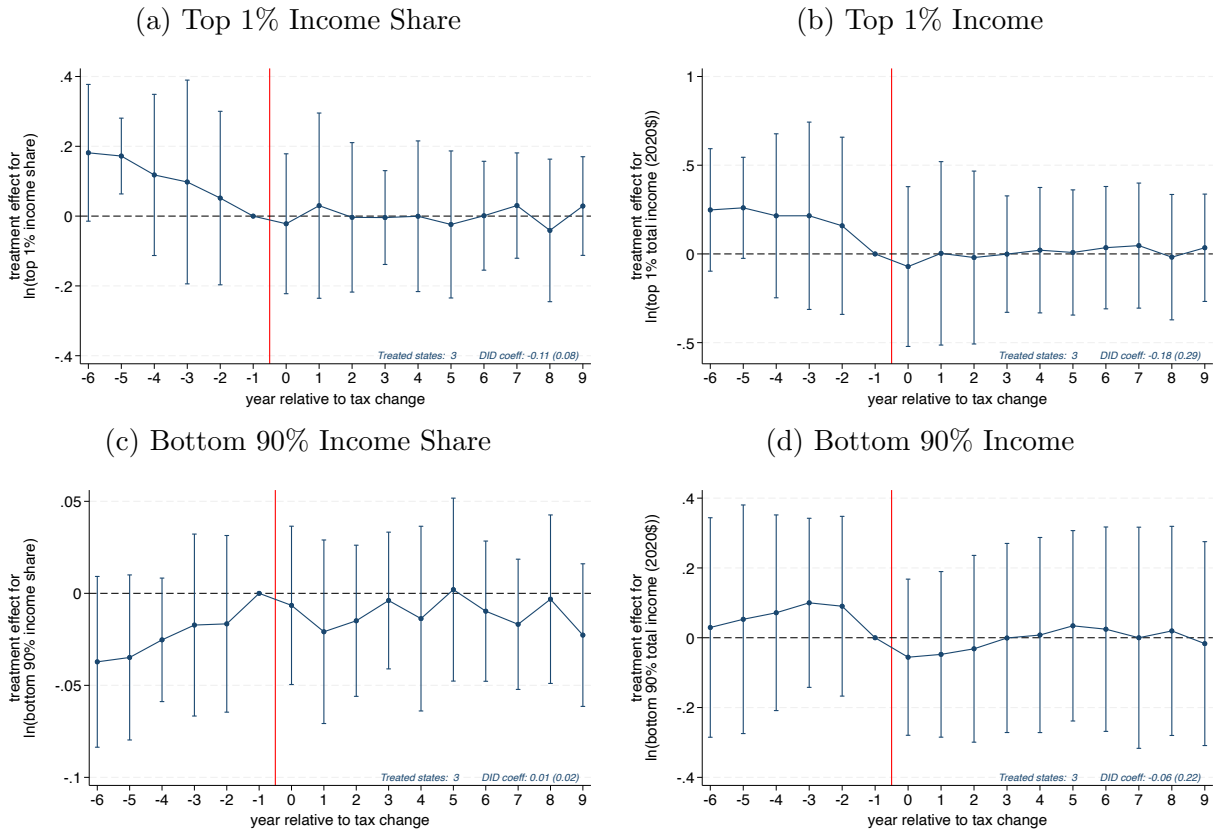 (a) Top 1% Income Share
treatment effect for
ln(top 1% income share)
.4
.2
0
-.2
-.4
Treated states: 3 DID coeff: -0.11 (0.08)
-6 -5 -4 -3 -2 -1 0 1 2 3 4 5 6 7 8 9
year relative to tax change
(b) Top 1% Income
treatment effect for
ln(top 1% total income (2020$))
1
.5
0
-.5
Treated states: 3 DID coeff: -0.18 (0.29)
-6 -5 -4 -3 -2 -1 0 1 2 3 4 5 6 7 8 9
year relative to tax change
(c) Bottom 90% Income Share
treatment effect for
ln(bottom 90% income share)
.05
0
-.05
-.1
Treated states: 3 DID coeff: 0.01 (0.02)
-6 -5 -4 -3 -2 -1 0 1 2 3 4 5 6 7 8 9
year relative to tax change
(d) Bottom 90% Income
treatment effect for
ln(bottom 90% total income (2020$))
.4
.2
0
-.2
-.4
Treated states: 3 DID coeff: -0.06 (0.22)
-6 -5 -4 -3 -2 -1 0 1 2 3 4 5 6 7 8 9
year relative to tax change